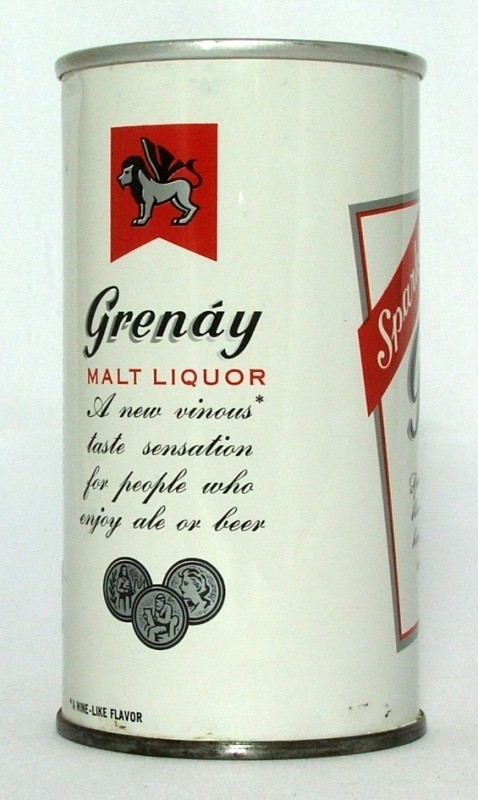 Grenáy
MALT LIQUOR
A new vinous*
taste sensation
for people who
enjoy ale or beer
*A WINE-LIKE FLAVOR